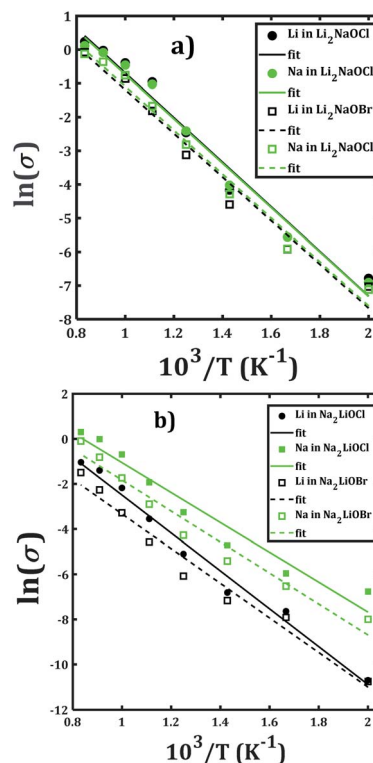 a)
Li in Li₂NaOCl
fit
Na in Li₂NaOCl
fit
Li in Li₂NaOBr
fit
Na in Li₂NaOCl
fit
1
0
-1
-2
-3
-4
-5
-6
-7
-8
ln(σ)
0.8 1 1.2 1.4 1.6 1.8 2
10³/T (K⁻¹)
b)
Li in Na₂LiOCl
fit
Na in Na₂LiOCl
fit
Li in Na₂LiOBr
fit
Na in Na₂LiOBr
fit
2
0
-2
-4
-6
-8
-10
-12
ln(σ)
0.8 1 1.2 1.4 1.6 1.8 2
10³/T (K⁻¹)